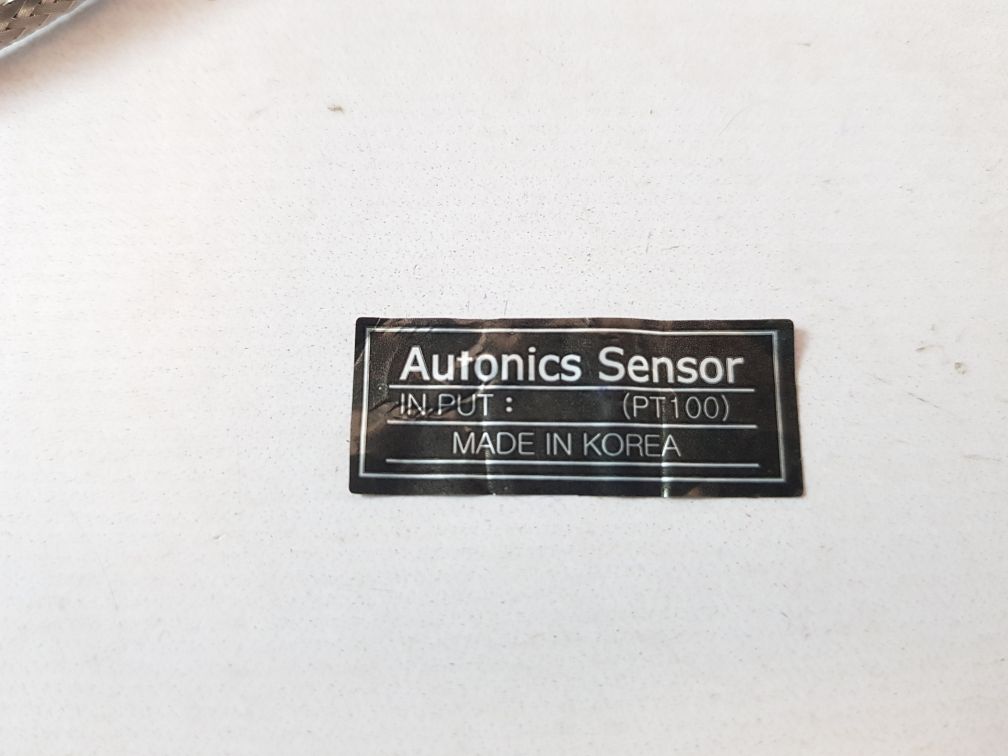 Autonics Sensor
IN PUT : (PT100)
MADE IN KOREA